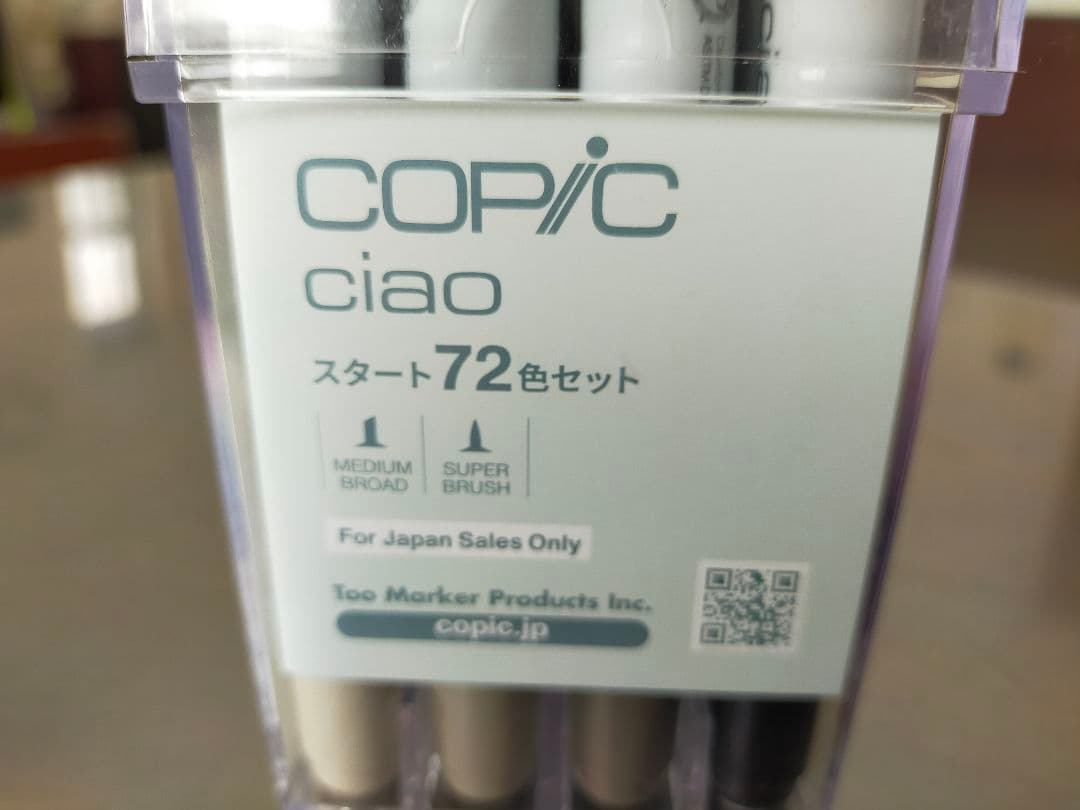 COPiC
ciao
スタート72色セット
MEDIUM BROAD
SUPER BRUSH
For Japan Sales Only
Too Marker Products Inc.
copic.jp